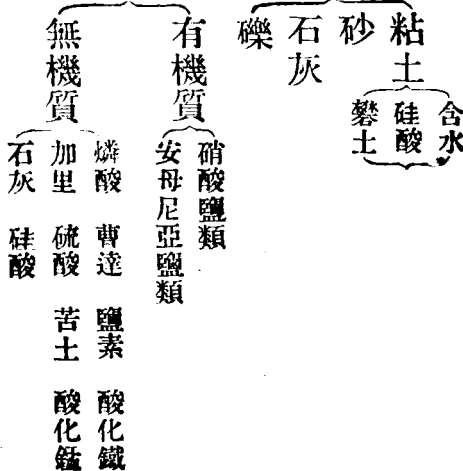 粘土
砂
石灰
礫
含水
硅酸
礬土
有機質
硝酸鹽類
安母尼亞鹽類
無機質
燐酸 曹達 鹽素 酸化鐵
加里 硫酸 苦土 酸化錳
石灰 硅酸